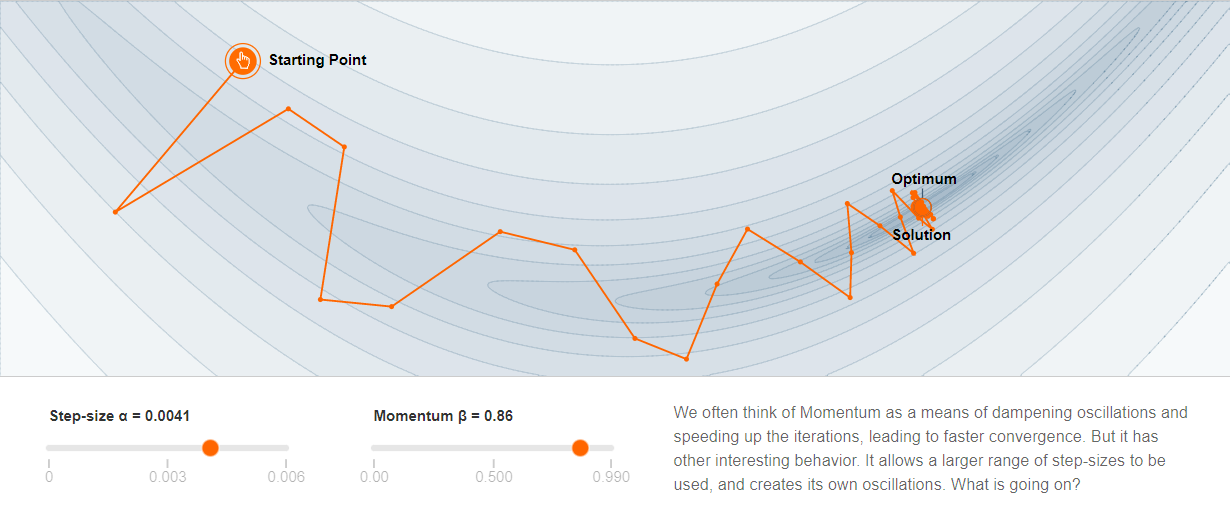 Starting Point
Optimum
Solution
Step-size α = 0.0041
Momentum β = 0.86
0
0.003
0.006
0.00
0.500
0.990
We often think of Momentum as a means of dampening oscillations and
speeding up the iterations, leading to faster convergence. But it has
other interesting behavior. It allows a larger range of step-sizes to be
used, and creates its own oscillations. What is going on?